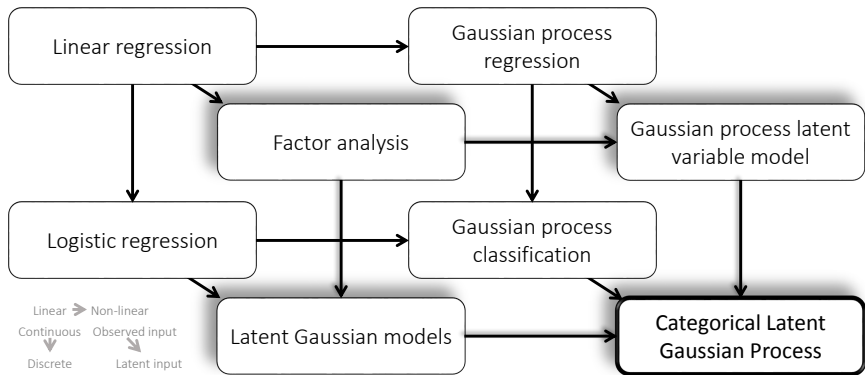 Linear regression
Gaussian process
regression
Factor analysis
Gaussian process latent
variable model
Logistic regression
Gaussian process
classification
Latent Gaussian models
Categorical Latent
Gaussian Process
Linear Non-linear
Continuous Observed input
Discrete Latent input